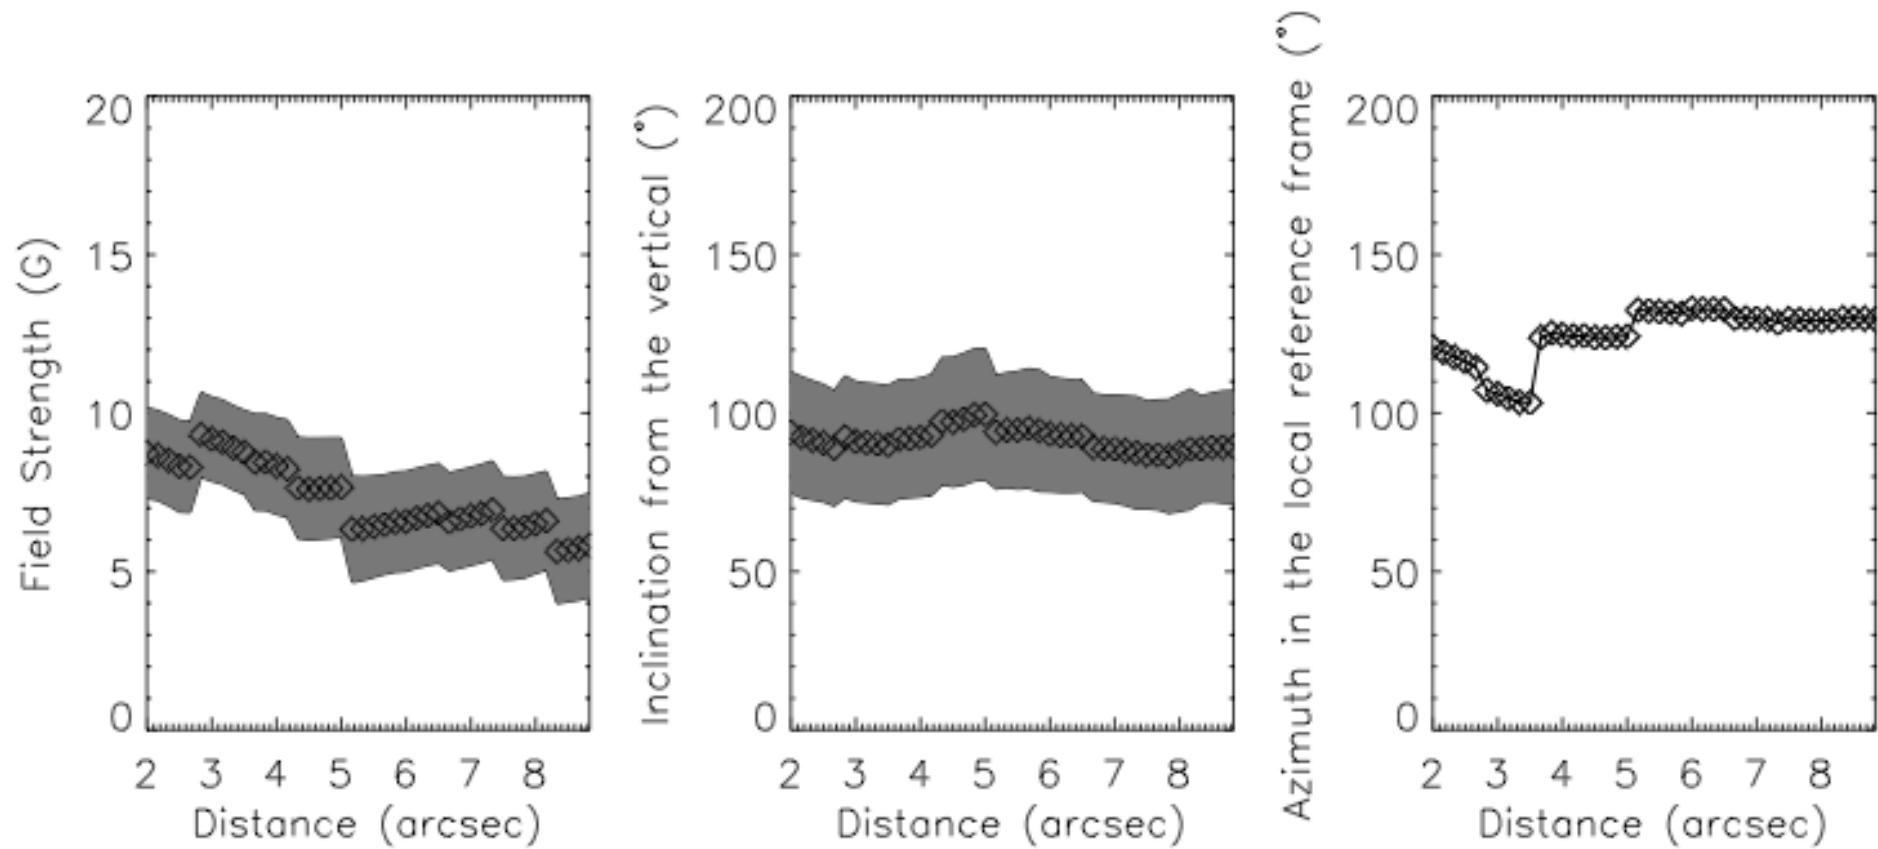 Field Strength (G)
20
15
10
5
0
2 3 4 5 6 7 8
Distance (arcsec)
Inclination from the vertical (°)
200
150
100
50
0
2 3 4 5 6 7 8
Distance (arcsec)
Azimuth in the local reference frame (°)
200
150
100
50
0
2 3 4 5 6 7 8
Distance (arcsec)